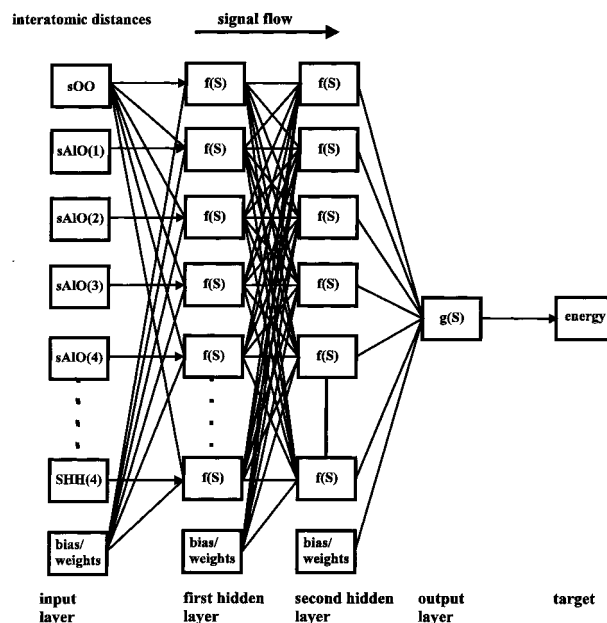 interatomic distances signal flow
sOO f(S) f(S)
sAlO(1) f(S) f(S)
sAlO(2) f(S) f(S)
sAlO(3) f(S) f(S)
g(S) energy
sAlO(4) f(S) f(S)
SHH(4) f(S) f(S)
bias/ bias/ bias/
weights weights weights
input first hidden second hidden output target
layer layer layer layer